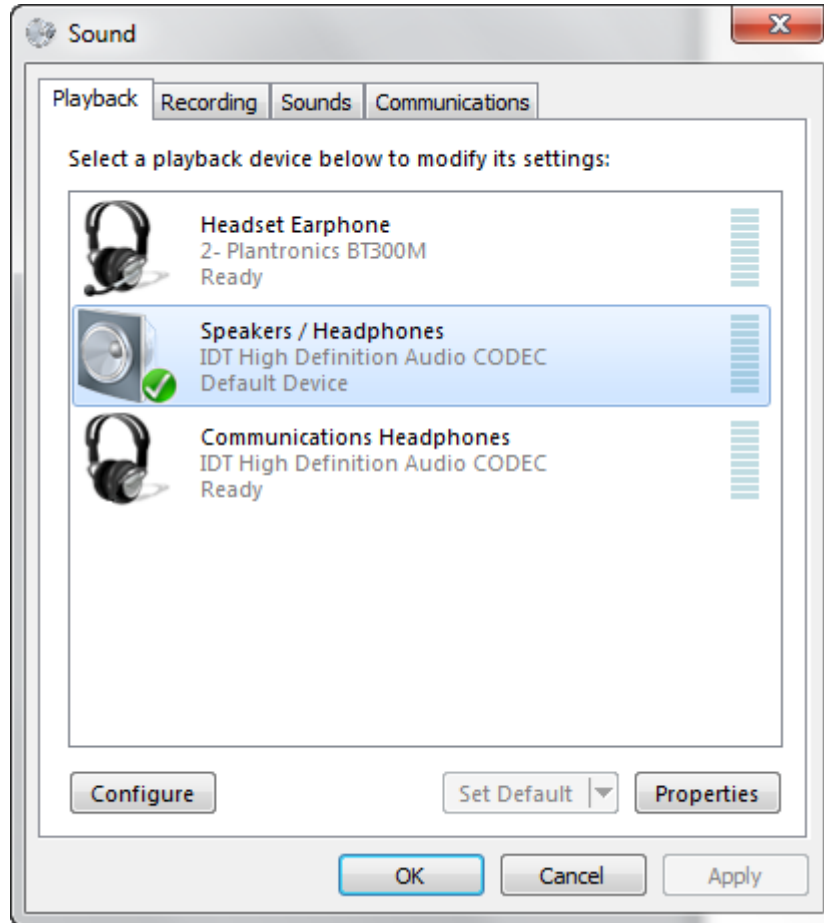 Sound
Playback Recording Sounds Communications
Select a playback device below to modify its settings:
Headset Earphone
2- Plantronics BT300M
Ready
Speakers / Headphones
IDT High Definition Audio CODEC
Default Device
Communications Headphones
IDT High Definition Audio CODEC
Ready
Configure Set Default Properties
OK Cancel Apply